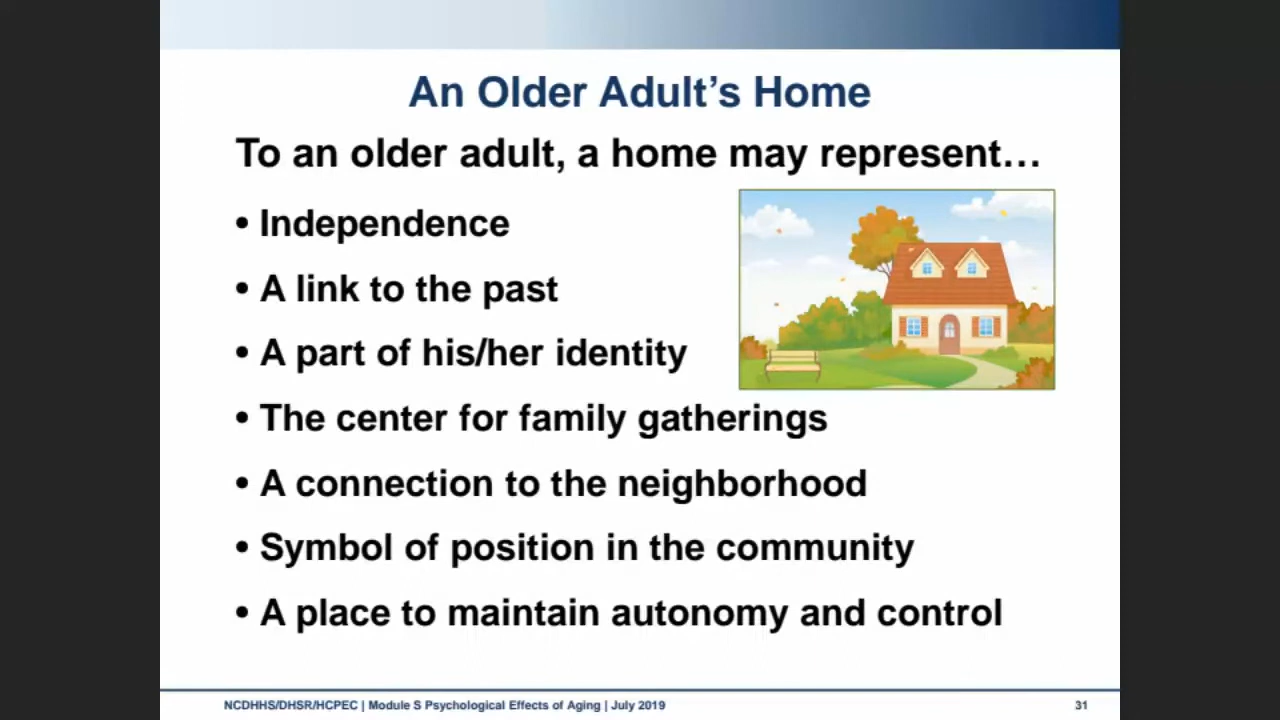 An Older Adult’s Home
To an older adult, a home may represent…
• Independence
• A link to the past
• A part of his/her identity
• The center for family gatherings
• A connection to the neighborhood
• Symbol of position in the community
• A place to maintain autonomy and control
NCDHHS/DHSR/HCPEC | Module S Psychological Effects of Aging | July 2019
31